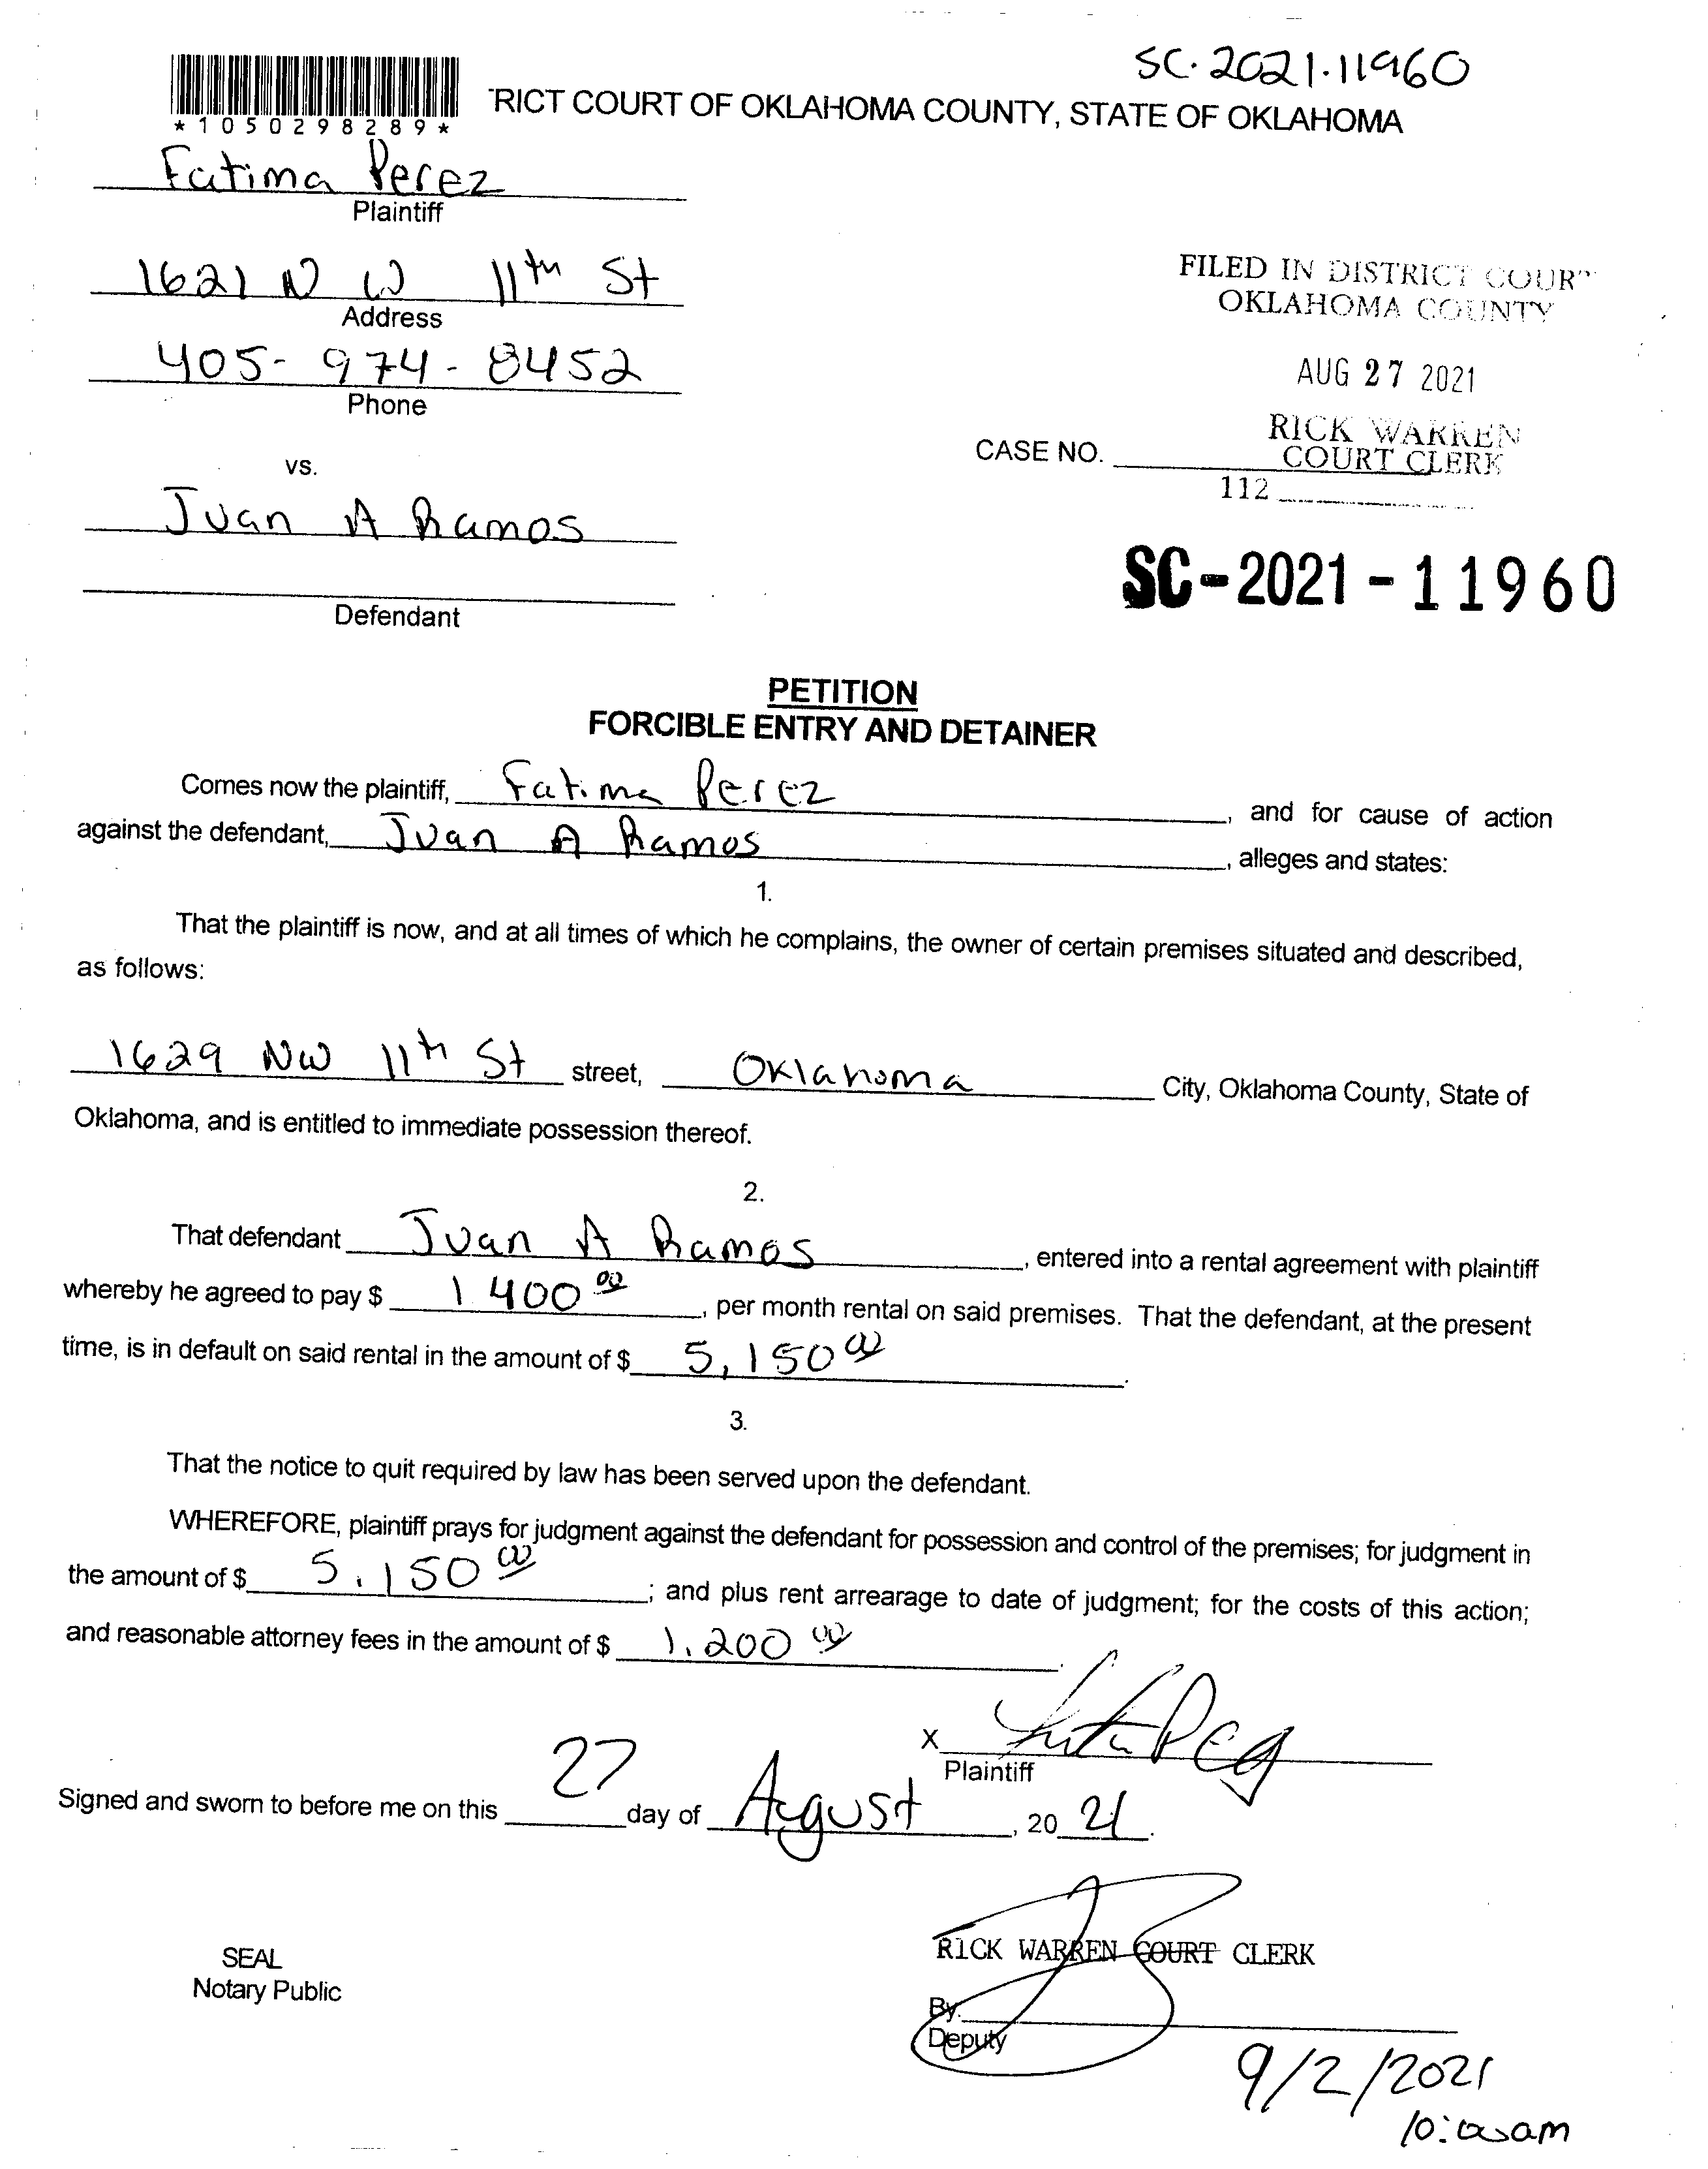 SC.2021.11960
*1050298289*
RICT COURT OF OKLAHOMA COUNTY, STATE OF OKLAHOMA
Fatima Perez
Plaintiff
1621 N W 11th St
Address
405-974-8452
Phone
FILED IN DISTRICT COUR
OKLAHOMA COUNTY
AUG 27 2021
RICK WARREN
COURT CLERK
CASE NO.
112
vs.
Juan A Ramos
Defendant
SC-2021-11960
PETITION
FORCIBLE ENTRY AND DETAINER
Comes now the plaintiff, Fatima Perez, and for cause of action
against the defendant, Juan A Ramos, alleges and states:
1.
That the plaintiff is now, and at all times of which he complains, the owner of certain premises situated and described,
as follows:
1629 NW 11th St street, Oklahoma City, Oklahoma County, State of
Oklahoma, and is entitled to immediate possession thereof.
2.
That defendant Juan A Ramos, entered into a rental agreement with plaintiff
whereby he agreed to pay $ 1400 00, per month rental on said premises. That the defendant, at the present
time, is in default on said rental in the amount of $ 5,150 00.
3.
That the notice to quit required by law has been served upon the defendant.
WHEREFORE, plaintiff prays for judgment against the defendant for possession and control of the premises; for judgment in
the amount of $ 5.150 00; and plus rent arrearage to date of judgment; for the costs of this action;
and reasonable attorney fees in the amount of $ 1.200 00.
X
Plaintiff
Signed and sworn to before me on this 27 day of August, 20 21.
SEAL
Notary Public
RICK WARREN COURT CLERK
By.
Deputy
9/2/2021
10:00am